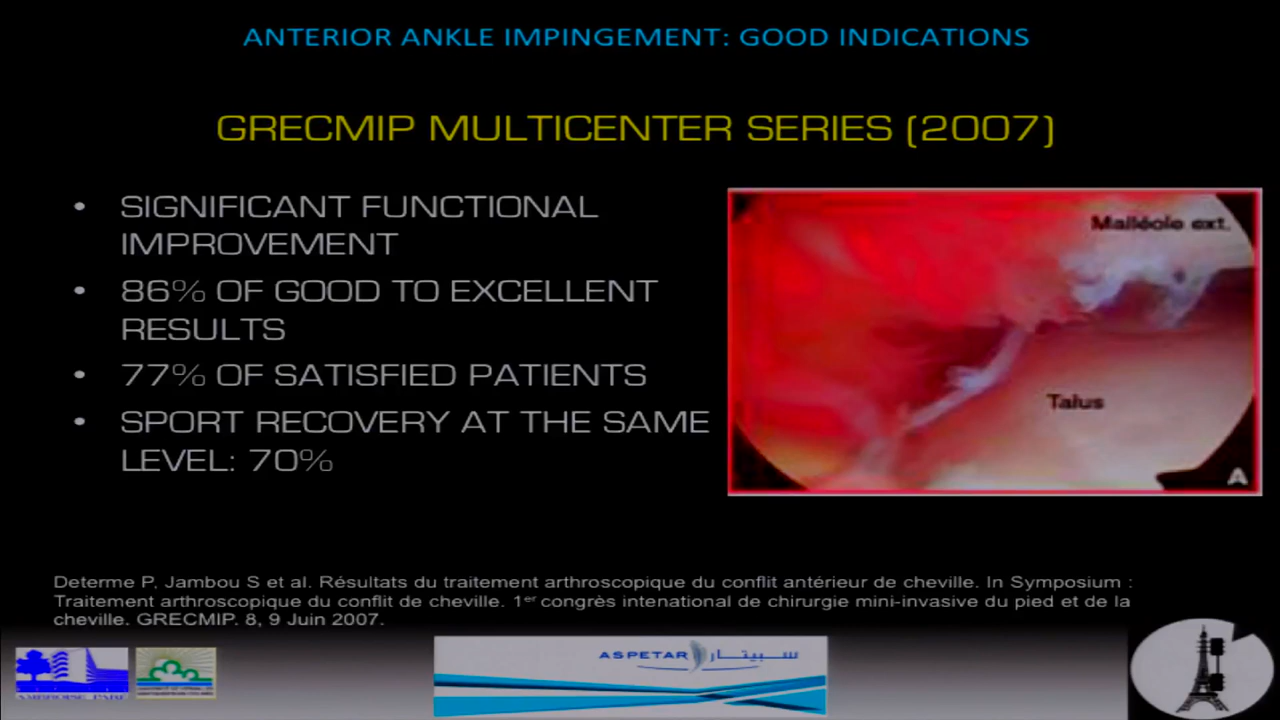 ANTERIOR ANKLE IMPINGEMENT: GOOD INDICATIONS
GRECMIP MULTICENTER SERIES (2007)
• SIGNIFICANT FUNCTIONAL
IMPROVEMENT
• 86% OF GOOD TO EXCELLENT
RESULTS
• 77% OF SATISFIED PATIENTS
• SPORT RECOVERY AT THE SAME
LEVEL: 70%
Malléole ext.
Talus
A
Determe P, Jambou S et al. Résultats du traitement arthroscopique du conflit antérieur de cheville. In Symposium :
Traitement arthroscopique du conflit de cheville. 1er congrès intenational de chirurgie mini-invasive du pied et de la
cheville. GRECMIP. 8, 9 Juin 2007.
AMBROISE PARE
ASPETAR سبيتار